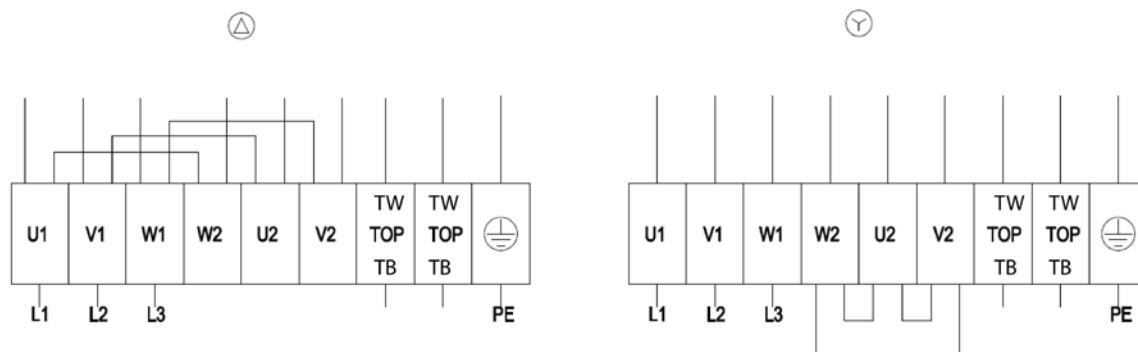 TW TW TW TW
U1 V1 W1 W2 U2 V2 TOP TOP U1 V1 W1 W2 U2 V2 TOP TOP
TB TB TB TB
L1 L2 L3 PE L1 L2 L3 PE